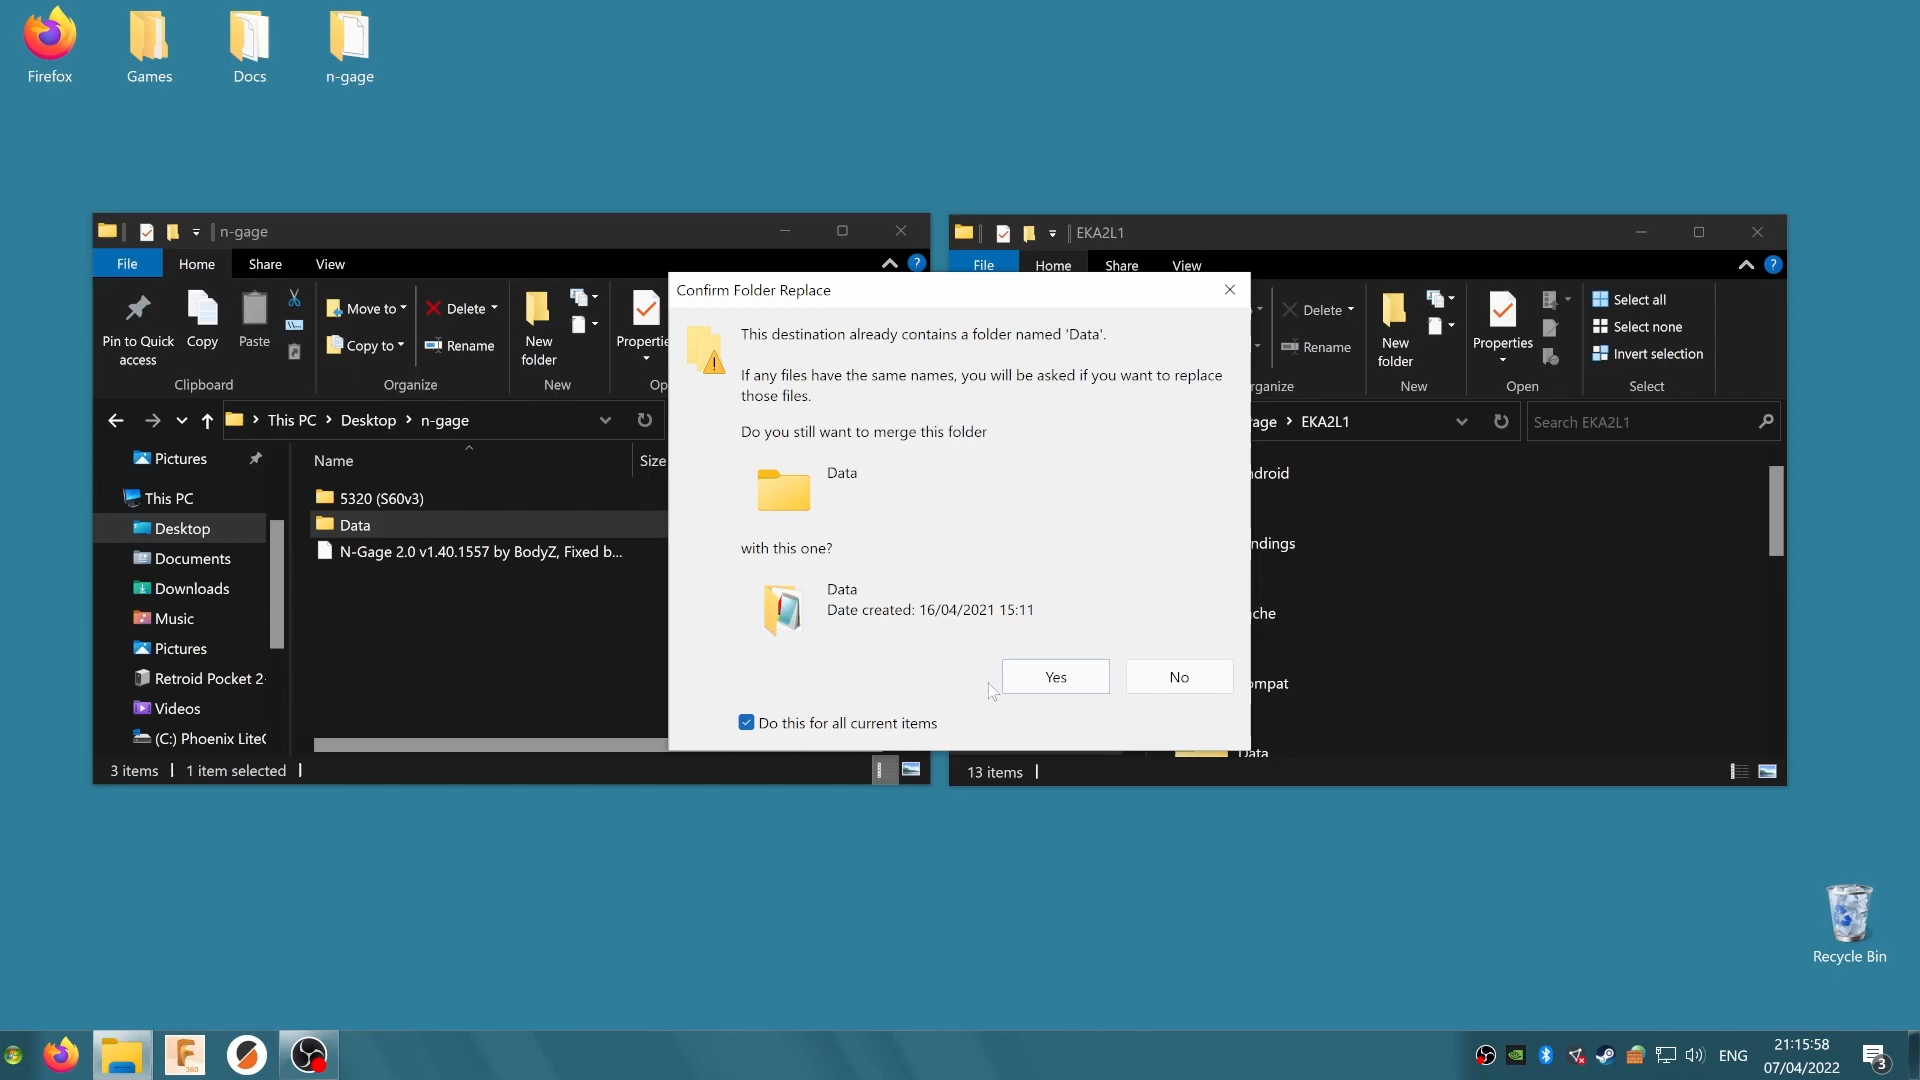 Firefox
Games
Docs
n-gage
n-gage
File
Home
Share
View
Pin to Quick access
Copy
Paste
Clipboard
Move to
Copy to
Delete
Rename
Organize
New folder
New
This PC
Desktop
n-gage
Name
Size
5320 (S60v3)
Data
N-Gage 2.0 v1.40.1557 by BodyZ, Fixed b...
Pictures
This PC
Desktop
Documents
Downloads
Music
Pictures
Retroid Pocket 2
Videos
(C:) Phoenix Lite
3 items
1 item selected
Confirm Folder Replace
This destination already contains a folder named 'Data'.
If any files have the same names, you will be asked if you want to replace
those files.
Do you still want to merge this folder
Data
with this one?
Data
Date created: 16/04/2021 15:11
Yes
No
Do this for all current items
EKA2L1
File
Home
Share
View
Delete
Rename
New folder
New
Properties
Open
Select all
Select none
Invert selection
Select
EKA2L1
Search EKA2L1
Data
13 items
Recycle Bin
ENG
21:15:58
07/04/2022
3